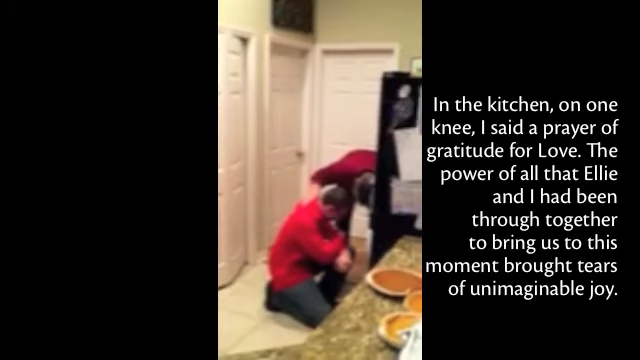 In the kitchen, on one
knee, I said a prayer of
gratitude for Love. The
power of all that Ellie
and I had been
through together
to bring us to this
moment brought tears
of unimaginable joy.